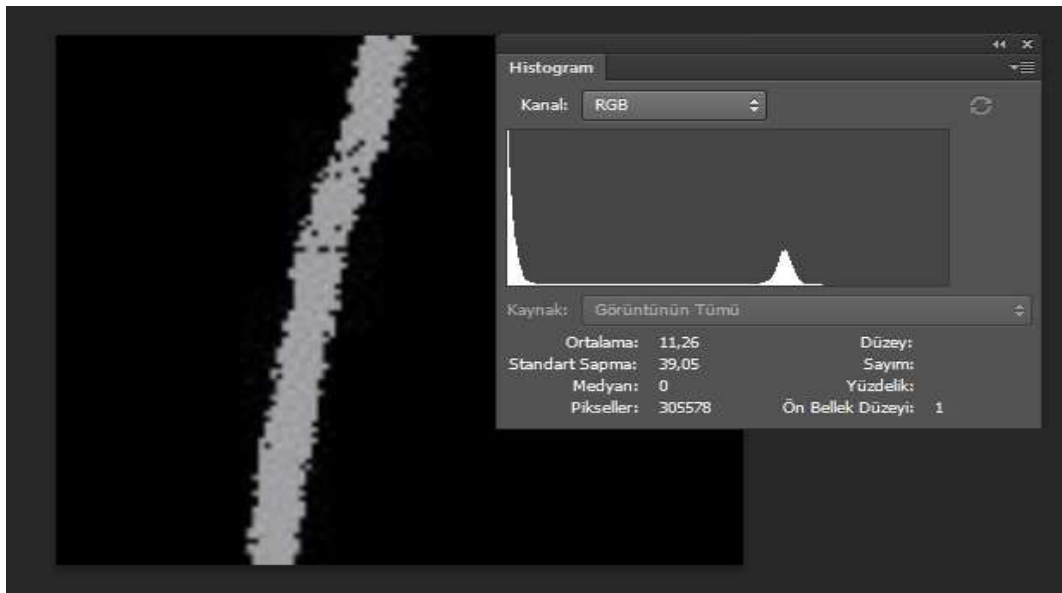 Histogram
Kanal: RGB
Kaynak: Görüntünün Tümü
Ortalama: 11,26 Düzey:
Standart Sapma: 39,05 Sayım:
Medyan: 0 Yüzdelik:
Pikseller: 305578 Ön Bellek Düzeyi: 1